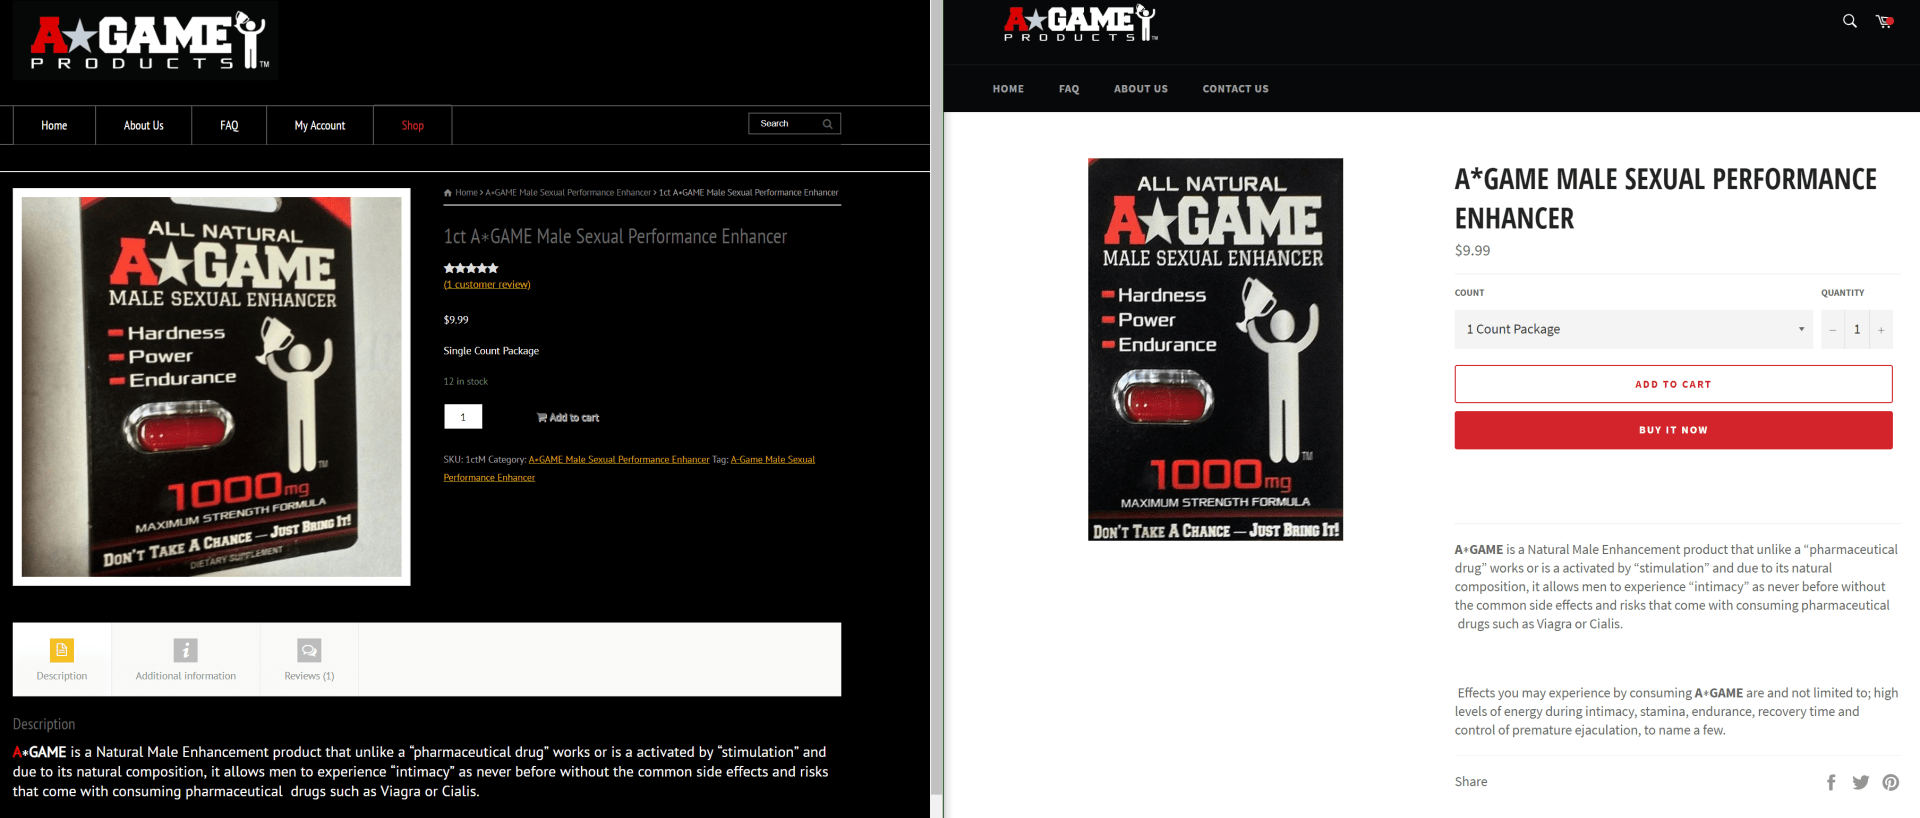 A★GAME
PRODUCTS™
Home
About Us
FAQ
My Account
Shop
Search
ALL NATURAL
A★GAME
MALE SEXUAL ENHANCER
Hardness
Power
Endurance
TM
1000mg
MAXIMUM STRENGTH FORMULA
DON'T TAKE A CHANCE — JUST BRING IT!
DIETARY SUPPLEMENT
Home › A∗GAME Male Sexual Performance Enhancer › 1ct A∗GAME Male Sexual Performance Enhancer
1ct A∗GAME Male Sexual Performance Enhancer
(1 customer review)
$9.99
Single Count Package
12 in stock
1
Add to cart
SKU: 1ctM Category: A∗GAME Male Sexual Performance Enhancer Tag: A-Game Male Sexual
Performance Enhancer
Description
Additional information
Reviews (1)
Description
A∗GAME is a Natural Male Enhancement product that unlike a “pharmaceutical drug” works or is a activated by “stimulation” and
due to its natural composition, it allows men to experience “intimacy” as never before without the common side effects and risks
that come with consuming pharmaceutical  drugs such as Viagra or Cialis.
A★GAME
PRODUCTS™
HOME
FAQ
ABOUT US
CONTACT US
ALL NATURAL
A★GAME
MALE SEXUAL ENHANCER
Hardness
Power
Endurance
TM
1000mg
MAXIMUM STRENGTH FORMULA
DON'T TAKE A CHANCE — JUST BRING IT!
A*GAME MALE SEXUAL PERFORMANCE
ENHANCER
$9.99
COUNT
QUANTITY
1 Count Package
− 1 +
ADD TO CART
BUY IT NOW
A∗GAME is a Natural Male Enhancement product that unlike a “pharmaceutical
drug” works or is a activated by “stimulation” and due to its natural
composition, it allows men to experience “intimacy” as never before without
the common side effects and risks that come with consuming pharmaceutical
drugs such as Viagra or Cialis.
Effects you may experience by consuming A∗GAME are and not limited to; high
levels of energy during intimacy, stamina, endurance, recovery time and
control of premature ejaculation, to name a few.
Share